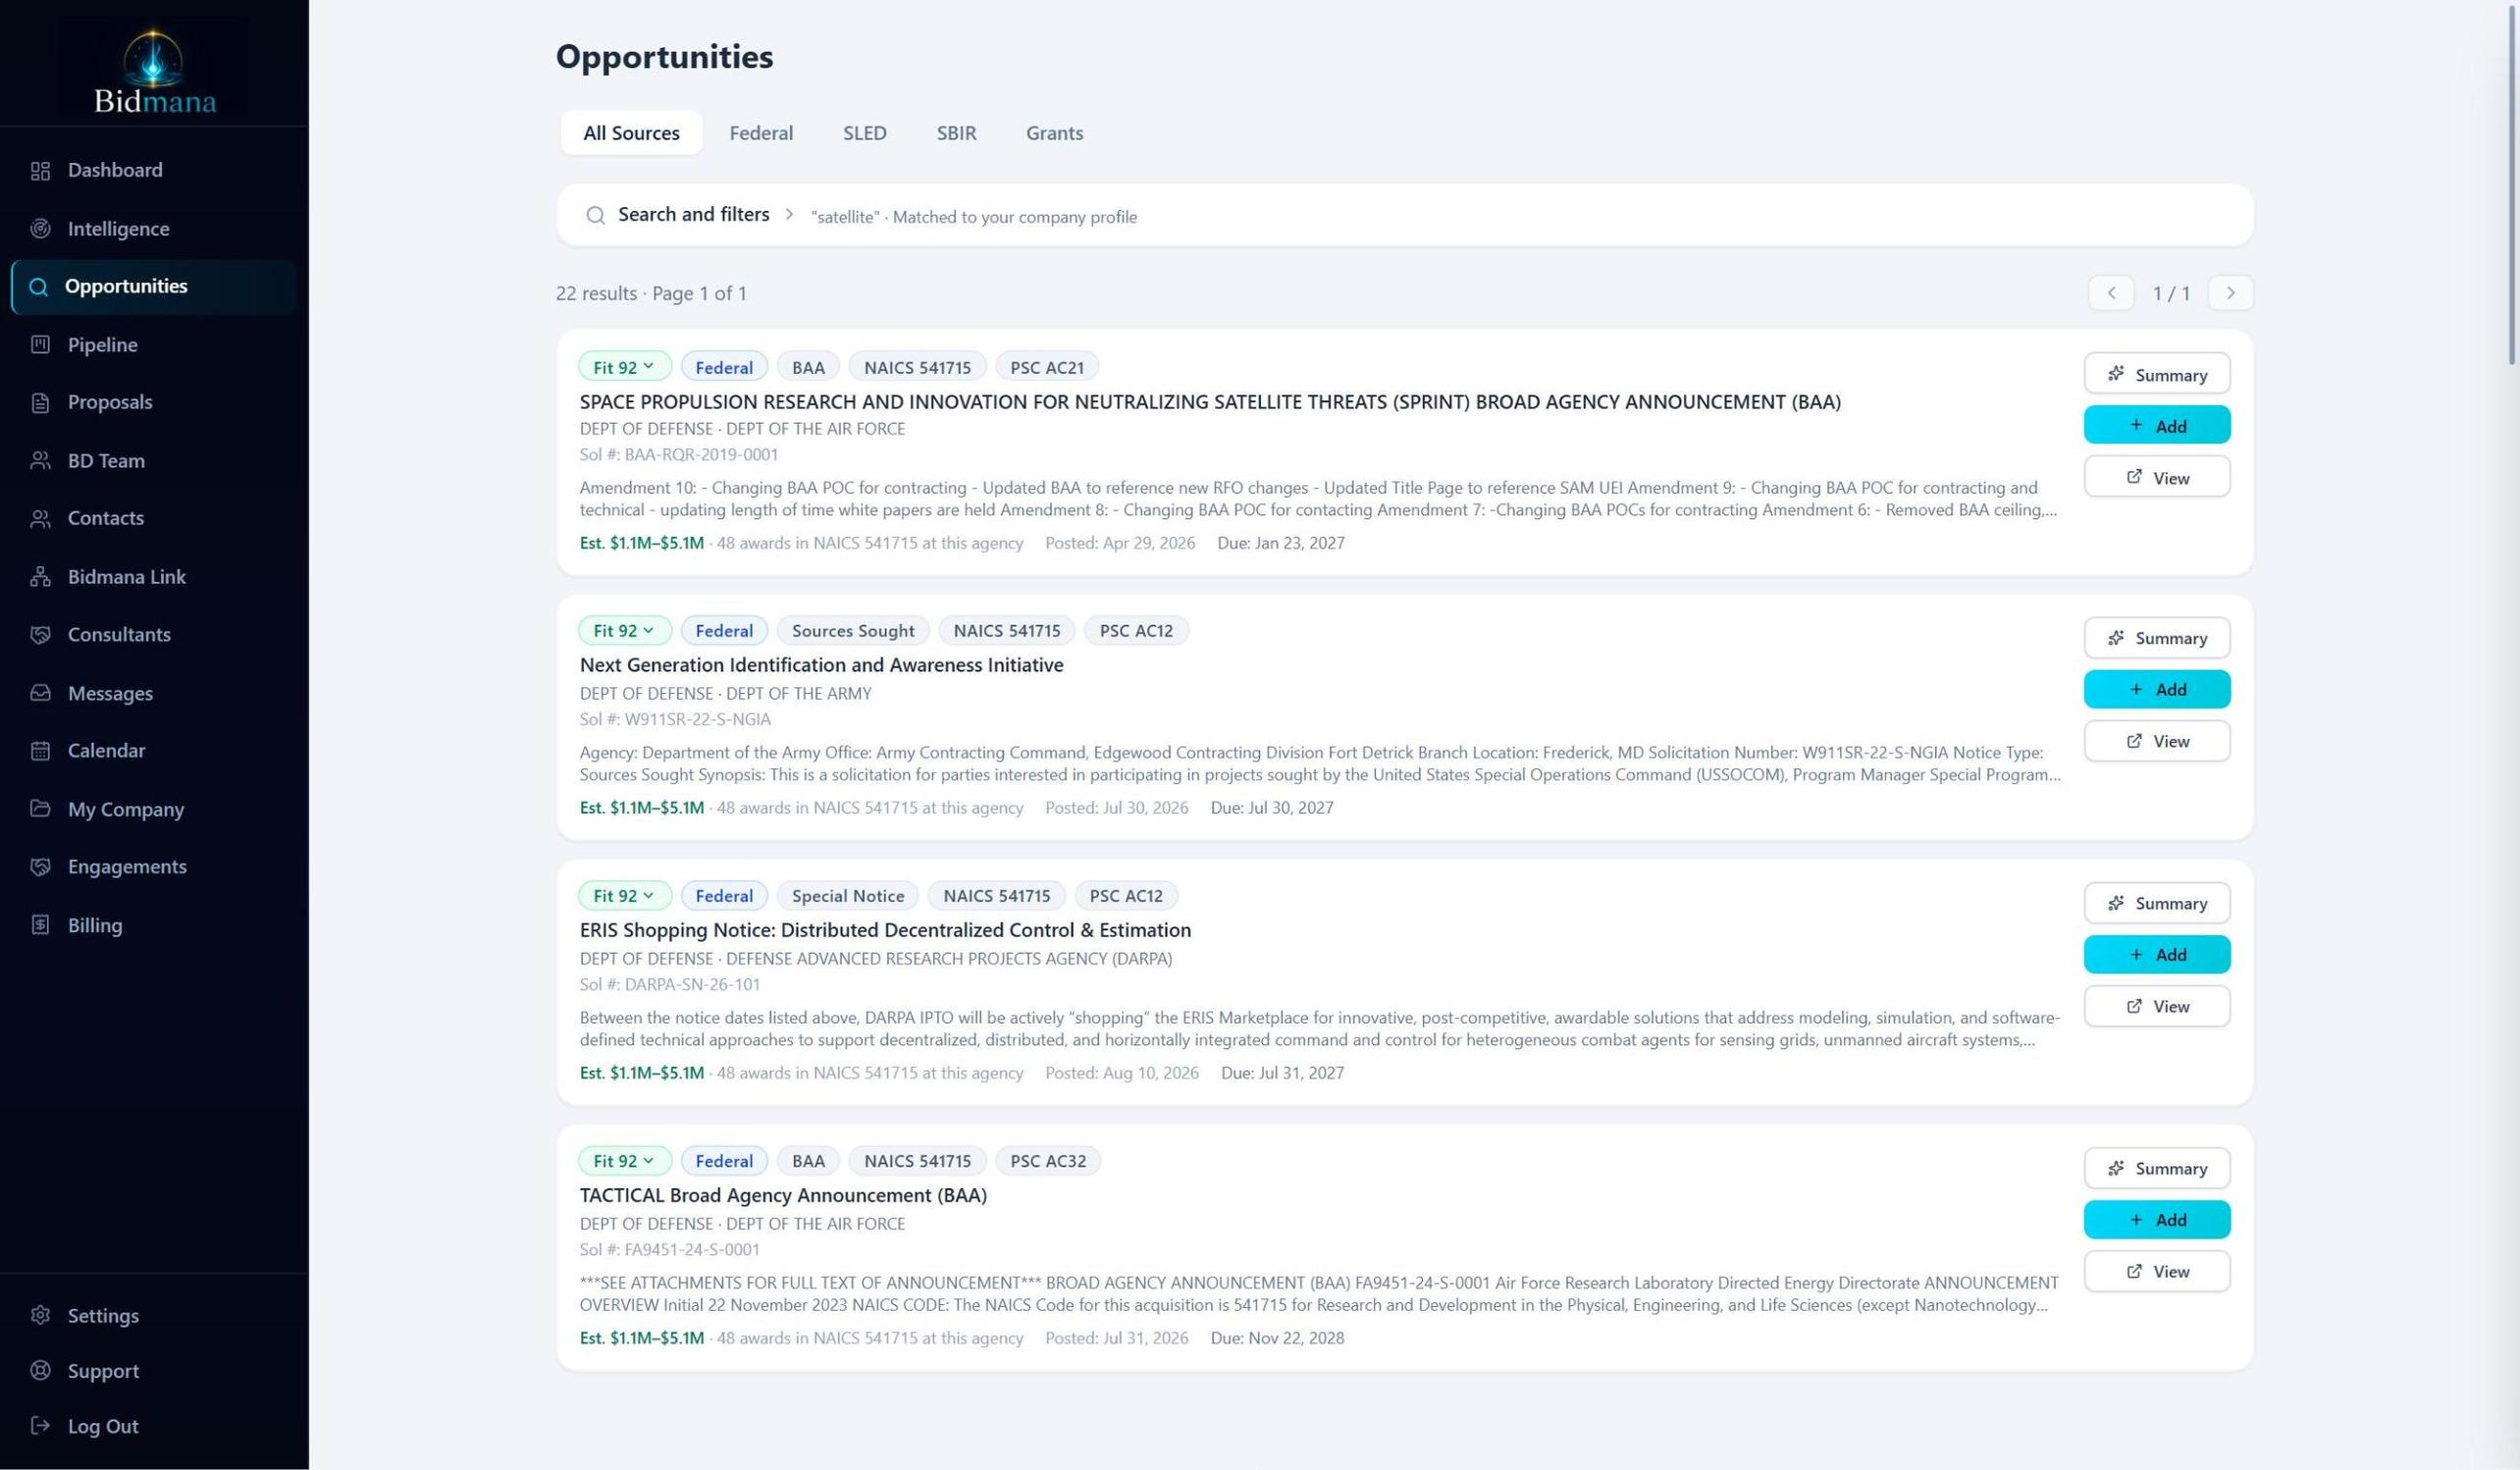 Bidmana
Dashboard
Intelligence
Opportunities
Pipeline
Proposals
BD Team
Contacts
Bidmana Link
Consultants
Messages
Calendar
My Company
Engagements
Billing
Settings
Support
Log Out
Opportunities
All Sources Federal SLED SBIR Grants
Search and filters "satellite" · Matched to your company profile
22 results · Page 1 of 1 1 / 1
Fit 92 Federal BAA NAICS 541715 PSC AC21
SPACE PROPULSION RESEARCH AND INNOVATION FOR NEUTRALIZING SATELLITE THREATS (SPRINT) BROAD AGENCY ANNOUNCEMENT (BAA)
DEPT OF DEFENSE · DEPT OF THE AIR FORCE
Sol #: BAA-RQR-2019-0001
Amendment 10: - Changing BAA POC for contracting - Updated BAA to reference new RFO changes - Updated Title Page to reference SAM UEI Amendment 9: - Changing BAA POC for contracting and
technical - updating length of time white papers are held Amendment 8: - Changing BAA POC for contacting Amendment 7: -Changing BAA POCs for contracting Amendment 6: - Removed BAA ceiling,...
Est. $1.1M–$5.1M · 48 awards in NAICS 541715 at this agency Posted: Apr 29, 2026 Due: Jan 23, 2027
Summary
+ Add
View
Fit 92 Federal Sources Sought NAICS 541715 PSC AC12
Next Generation Identification and Awareness Initiative
DEPT OF DEFENSE · DEPT OF THE ARMY
Sol #: W911SR-22-S-NGIA
Agency: Department of the Army Office: Army Contracting Command, Edgewood Contracting Division Fort Detrick Branch Location: Frederick, MD Solicitation Number: W911SR-22-S-NGIA Notice Type:
Sources Sought Synopsis: This is a solicitation for parties interested in participating in projects sought by the United States Special Operations Command (USSOCOM), Program Manager Special Program...
Est. $1.1M–$5.1M · 48 awards in NAICS 541715 at this agency Posted: Jul 30, 2026 Due: Jul 30, 2027
Summary
+ Add
View
Fit 92 Federal Special Notice NAICS 541715 PSC AC12
ERIS Shopping Notice: Distributed Decentralized Control & Estimation
DEPT OF DEFENSE · DEFENSE ADVANCED RESEARCH PROJECTS AGENCY (DARPA)
Sol #: DARPA-SN-26-101
Between the notice dates listed above, DARPA IPTO will be actively “shopping” the ERIS Marketplace for innovative, post-competitive, awardable solutions that address modeling, simulation, and software-
defined technical approaches to support decentralized, distributed, and horizontally integrated command and control for heterogeneous combat agents for sensing grids, unmanned aircraft systems,...
Est. $1.1M–$5.1M · 48 awards in NAICS 541715 at this agency Posted: Aug 10, 2026 Due: Jul 31, 2027
Summary
+ Add
View
Fit 92 Federal BAA NAICS 541715 PSC AC32
TACTICAL Broad Agency Announcement (BAA)
DEPT OF DEFENSE · DEPT OF THE AIR FORCE
Sol #: FA9451-24-S-0001
***SEE ATTACHMENTS FOR FULL TEXT OF ANNOUNCEMENT*** BROAD AGENCY ANNOUNCEMENT (BAA) FA9451-24-S-0001 Air Force Research Laboratory Directed Energy Directorate ANNOUNCEMENT
OVERVIEW Initial 22 November 2023 NAICS CODE: The NAICS Code for this acquisition is 541715 for Research and Development in the Physical, Engineering, and Life Sciences (except Nanotechnology...
Est. $1.1M–$5.1M · 48 awards in NAICS 541715 at this agency Posted: Jul 31, 2026 Due: Nov 22, 2028
Summary
+ Add
View